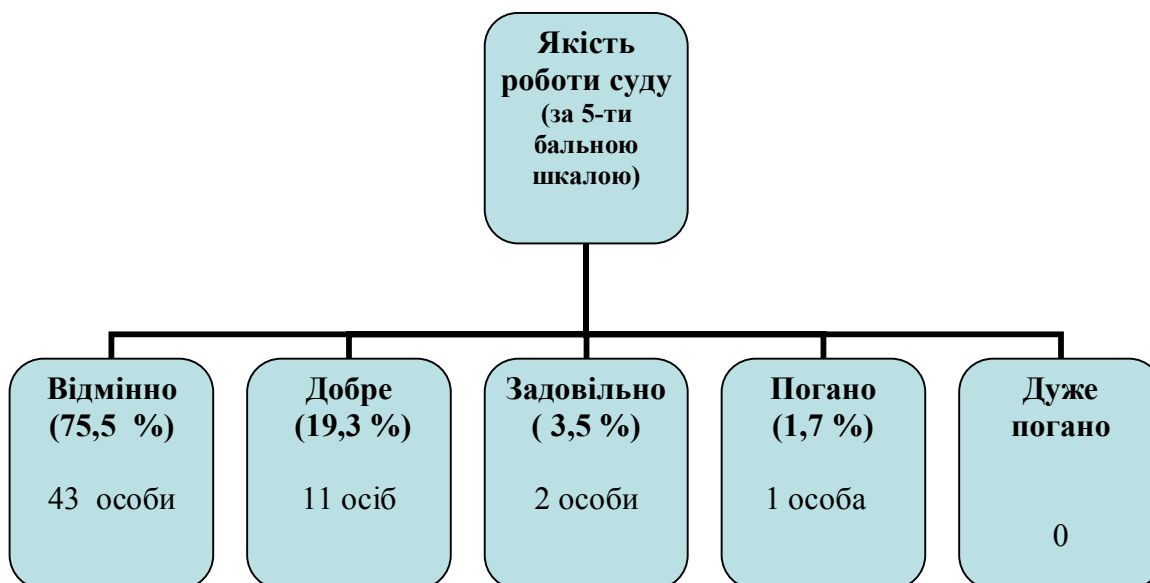 Якість
роботи суду
(за 5-ти
бальною
шкалою)
Відмінно
(75,5 %)
43 особи
Добре
(19,3 %)
11 осіб
Задовільно
( 3,5 %)
2 особи
Погано
(1,7 %)
1 особа
Дуже
погано
0